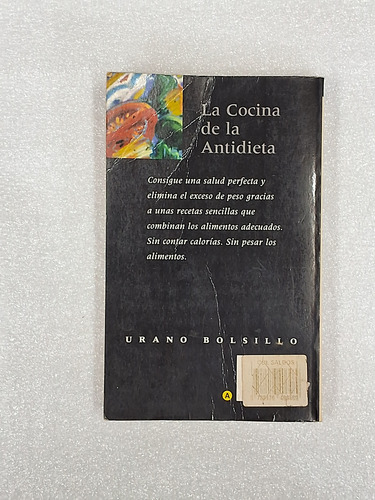 La Cocina
de la
Antidieta
Consigue una salud perfecta y
elimina el exceso de peso gracias
a unas recetas sencillas que
combinan los alimentos adecuados.
Sin contar calorías. Sin pesar los
alimentos.
URANO BOLSILLO
A